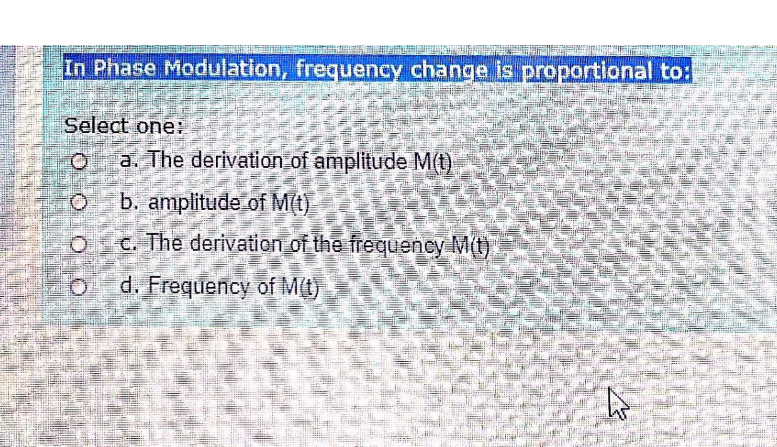 In Phase Modulation, frequency change is proportional to:
Select one:
a. The derivation of amplitude M(t)
b. amplitude of M(t)
c. The derivation of the frequency M(t)
d. Frequency of M(t)